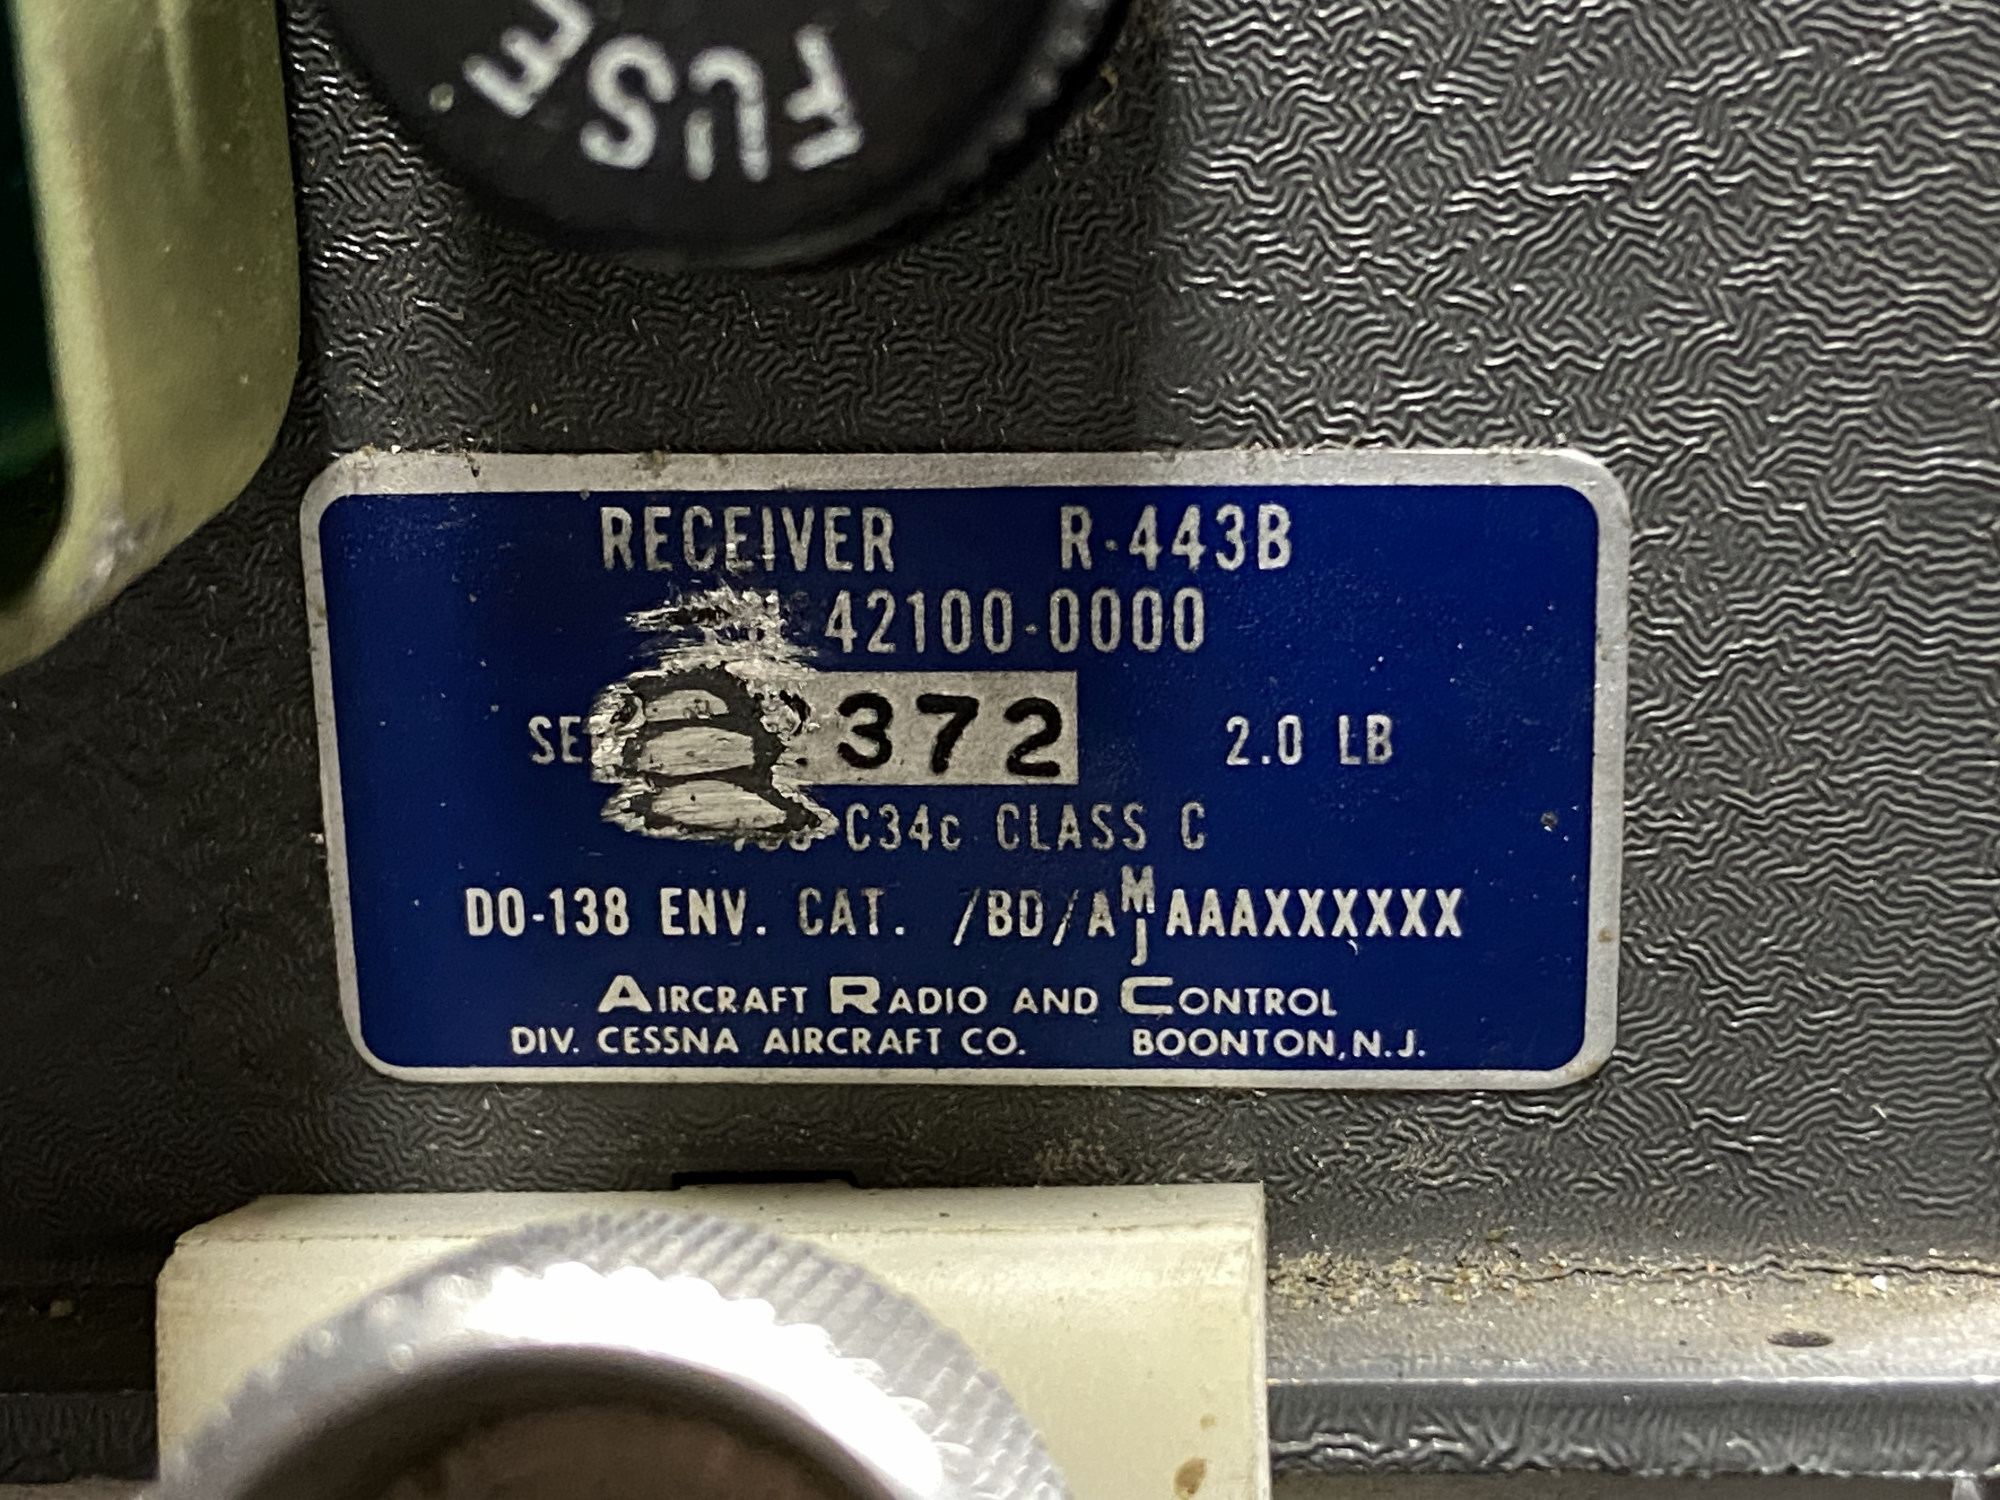 FUSE
RECEIVER R-443B
42100-0000
372 2.0 LB
C34c CLASS C
DO-138 ENV. CAT. /BD/A M J AAAXXXXXX
AIRCRAFT RADIO AND CONTROL
DIV. CESSNA AIRCRAFT CO. BOONTON, N.J.